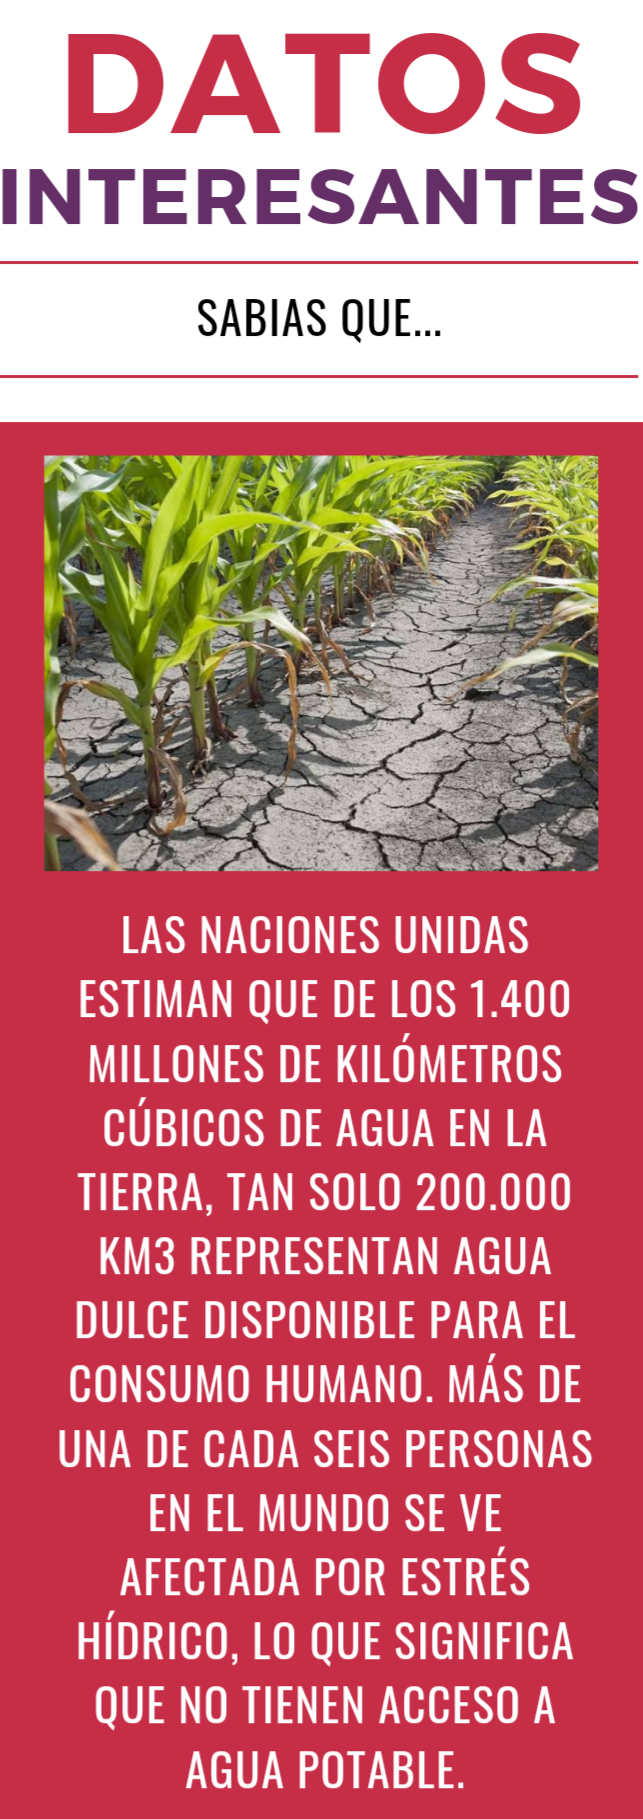 DATOS
INTERESANTES
SABIAS QUE...
LAS NACIONES UNIDAS
ESTIMAN QUE DE LOS 1.400
MILLONES DE KILÓMETROS
CÚBICOS DE AGUA EN LA
TIERRA, TAN SOLO 200.000
KM3 REPRESENTAN AGUA
DULCE DISPONIBLE PARA EL
CONSUMO HUMANO. MÁS DE
UNA DE CADA SEIS PERSONAS
EN EL MUNDO SE VE
AFECTADA POR ESTRÉS
HÍDRICO, LO QUE SIGNIFICA
QUE NO TIENEN ACCESO A
AGUA POTABLE.